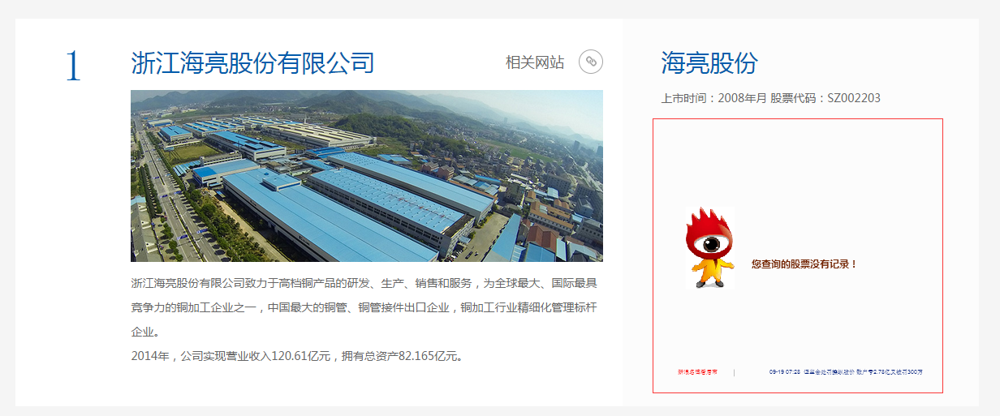 1
浙江海亮股份有限公司
相关网站
浙江海亮股份有限公司致力于高档铜产品的研发、生产、销售和服务，为全球最大、国际最具
竞争力的铜加工企业之一，中国最大的铜管、铜管接件出口企业，铜加工行业精细化管理标杆
企业。
2014年，公司实现营业收入120.61亿元，拥有总资产82.165亿元。
海亮股份
上市时间：2008年月 股票代码：SZ002203
您查询的股票没有记录！
09-19 07:28